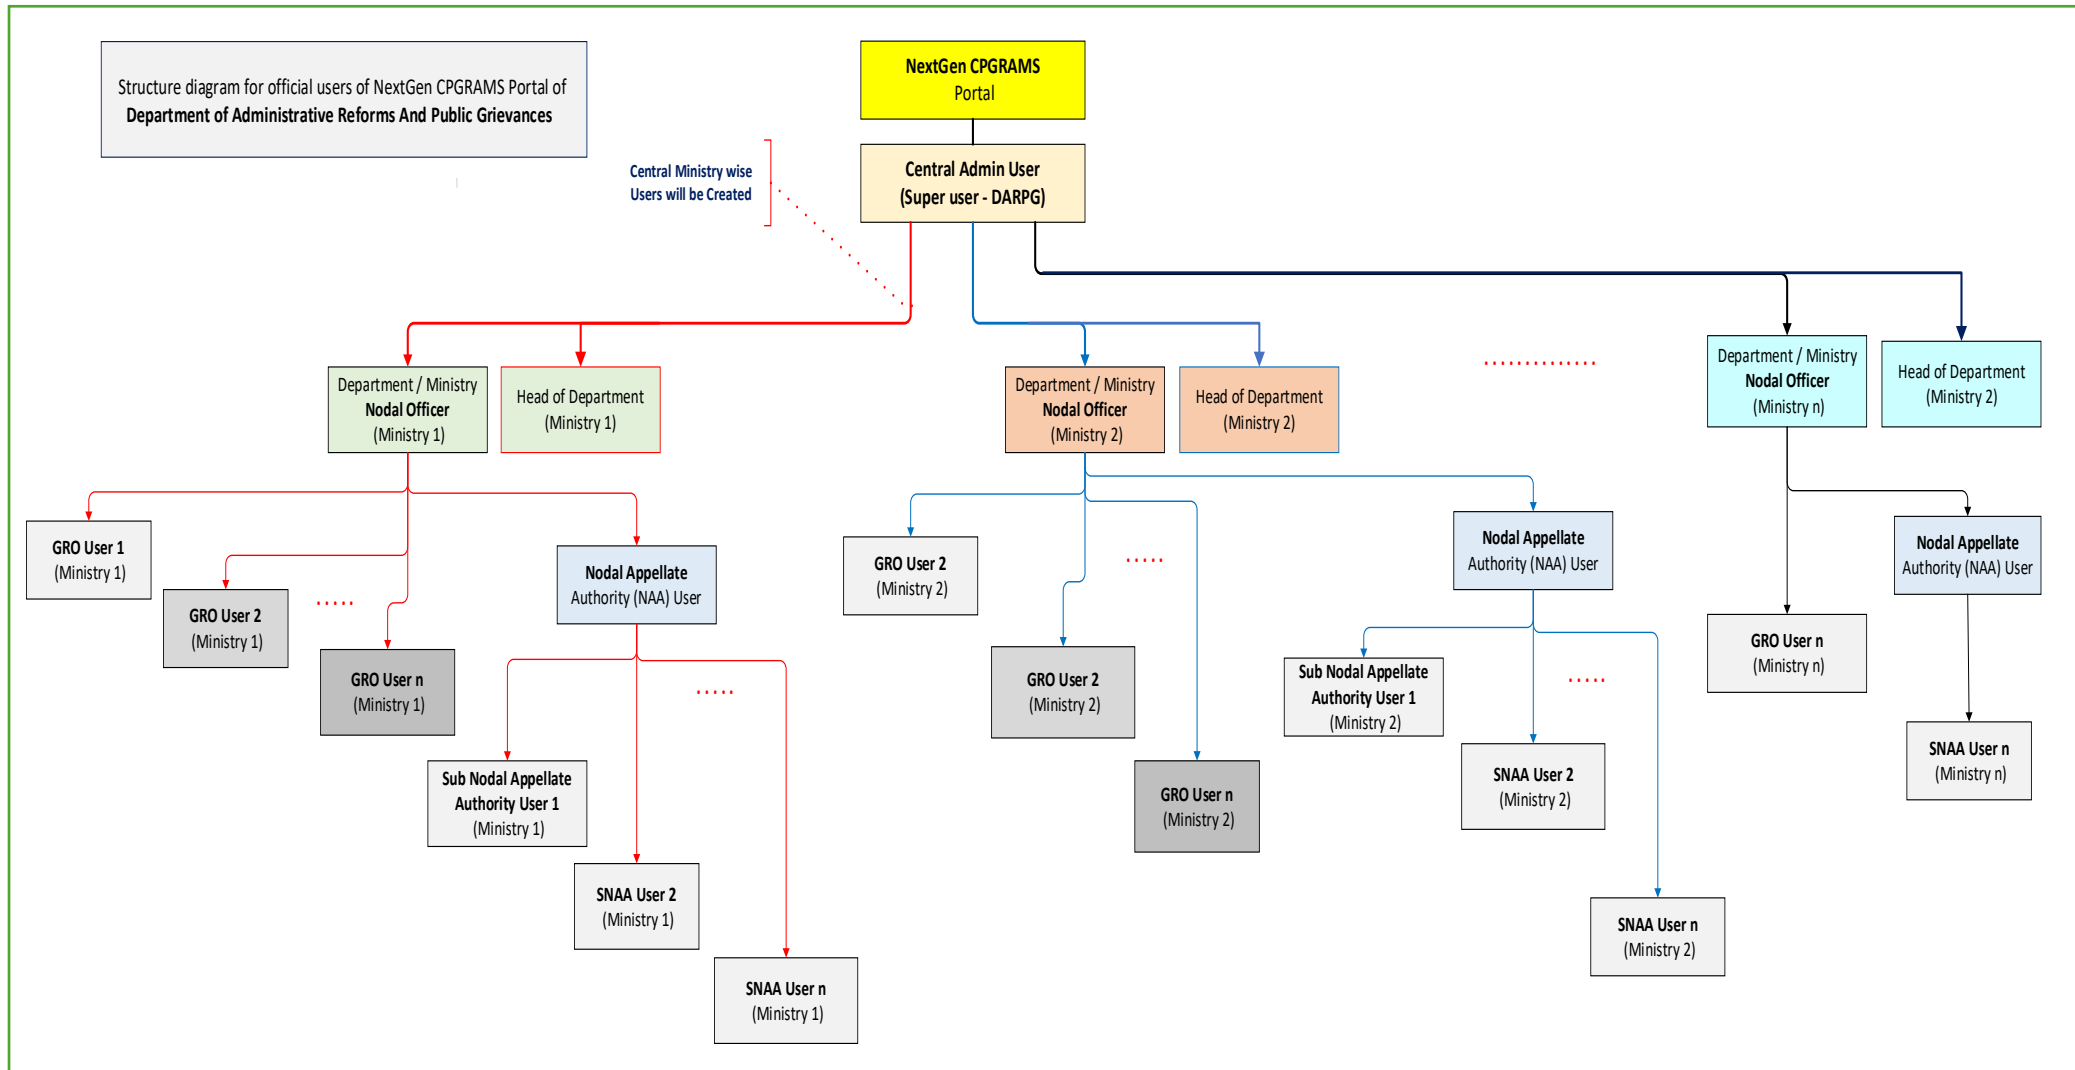 Structure diagram for official users of NextGen CPGRAMS Portal of
Department of Administrative Reforms And Public Grievances
NextGen CPGRAMS
Portal
Central Admin User
(Super user - DARPG)
Central Ministry wise
Users will be Created
Department / Ministry
Nodal Officer
(Ministry 1)
Head of Department
(Ministry 1)
Department / Ministry
Nodal Officer
(Ministry 2)
Head of Department
(Ministry 2)
Department / Ministry
Nodal Officer
(Ministry n)
Head of Department
(Ministry 2)
GRO User 1
(Ministry 1)
GRO User 2
(Ministry 1)
GRO User n
(Ministry 1)
Nodal Appellate
Authority (NAA) User
Sub Nodal Appellate
Authority User 1
(Ministry 1)
SNAA User 2
(Ministry 1)
SNAA User n
(Ministry 1)
GRO User 2
(Ministry 2)
GRO User 2
(Ministry 2)
GRO User n
(Ministry 2)
Nodal Appellate
Authority (NAA) User
Sub Nodal Appellate
Authority User 1
(Ministry 2)
SNAA User 2
(Ministry 2)
SNAA User n
(Ministry 2)
GRO User n
(Ministry n)
Nodal Appellate
Authority (NAA) User
SNAA User n
(Ministry n)